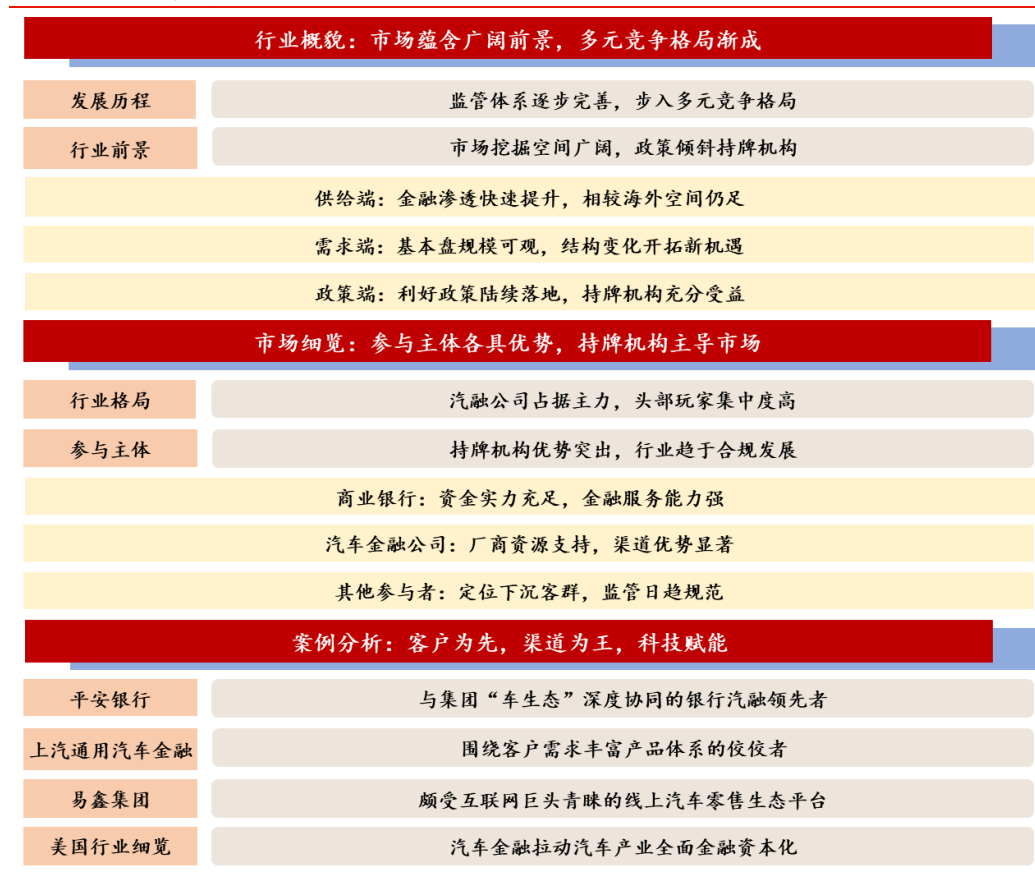 行业概貌：市场蕴含广阔前景，多元竞争格局渐成
发展历程 监管体系逐步完善，步入多元竞争格局
行业前景 市场挖掘空间广阔，政策倾斜持牌机构
供给端：金融渗透快速提升，相较海外空间仍足
需求端：基本盘规模可观，结构变化开拓新机遇
政策端：利好政策陆续落地，持牌机构充分受益
市场细览：参与主体各具优势，持牌机构主导市场
行业格局 汽融公司占据主力，头部玩家集中度高
参与主体 持牌机构优势突出，行业趋于合规发展
商业银行：资金实力充足，金融服务能力强
汽车金融公司：厂商资源支持，渠道优势显著
其他参与者：定位下沉客群，监管日趋规范
案例分析：客户为先，渠道为王，科技赋能
平安银行 与集团“车生态”深度协同的银行汽融领先者
上汽通用汽车金融 围绕客户需求丰富产品体系的佼佼者
易鑫集团 颇受互联网巨头青睐的线上汽车零售生态平台
美国行业细览 汽车金融拉动汽车产业全面金融资本化